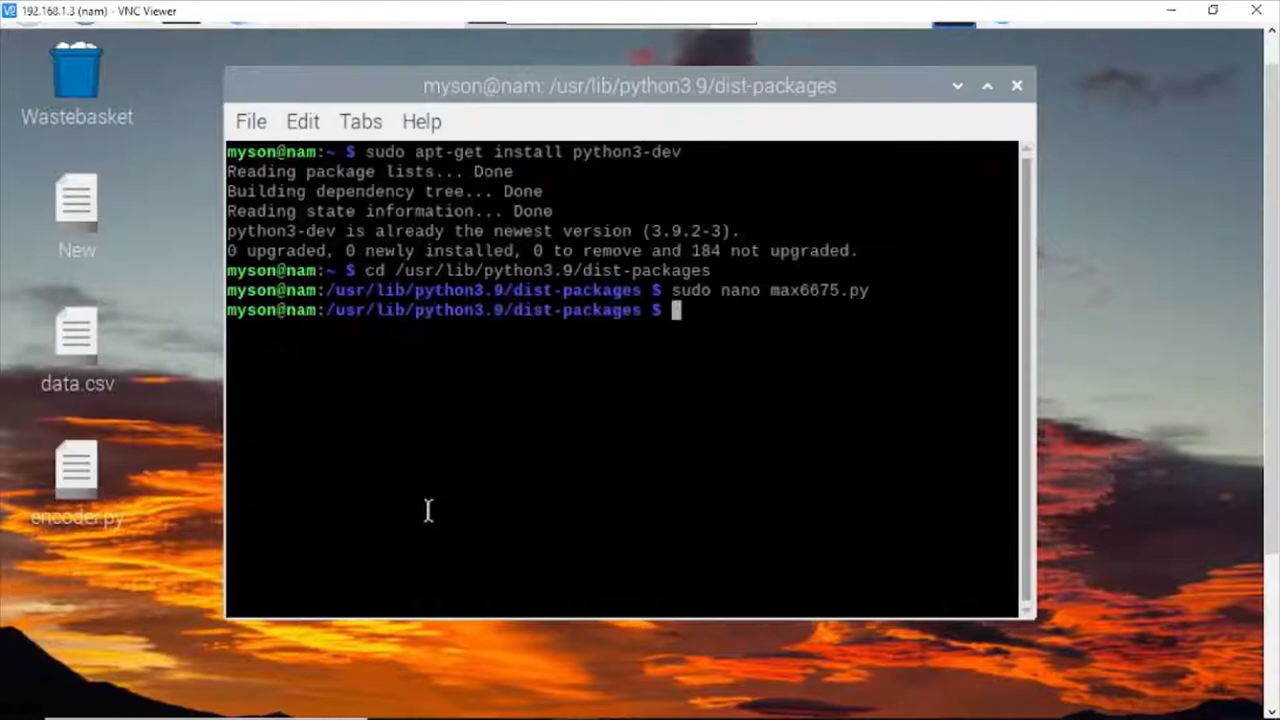 192.168.1.3 (nam) - VNC Viewer
Wastebasket
New
data.csv
encoder.py
myson@nam: /usr/lib/python3.9/dist-packages
File Edit Tabs Help
myson@nam:~ $ sudo apt-get install python3-dev
Reading package lists... Done
Building dependency tree... Done
Reading state information... Done
python3-dev is already the newest version (3.9.2-3).
0 upgraded, 0 newly installed, 0 to remove and 184 not upgraded.
myson@nam:~ $ cd /usr/lib/python3.9/dist-packages
myson@nam:/usr/lib/python3.9/dist-packages $ sudo nano max6675.py
myson@nam:/usr/lib/python3.9/dist-packages $